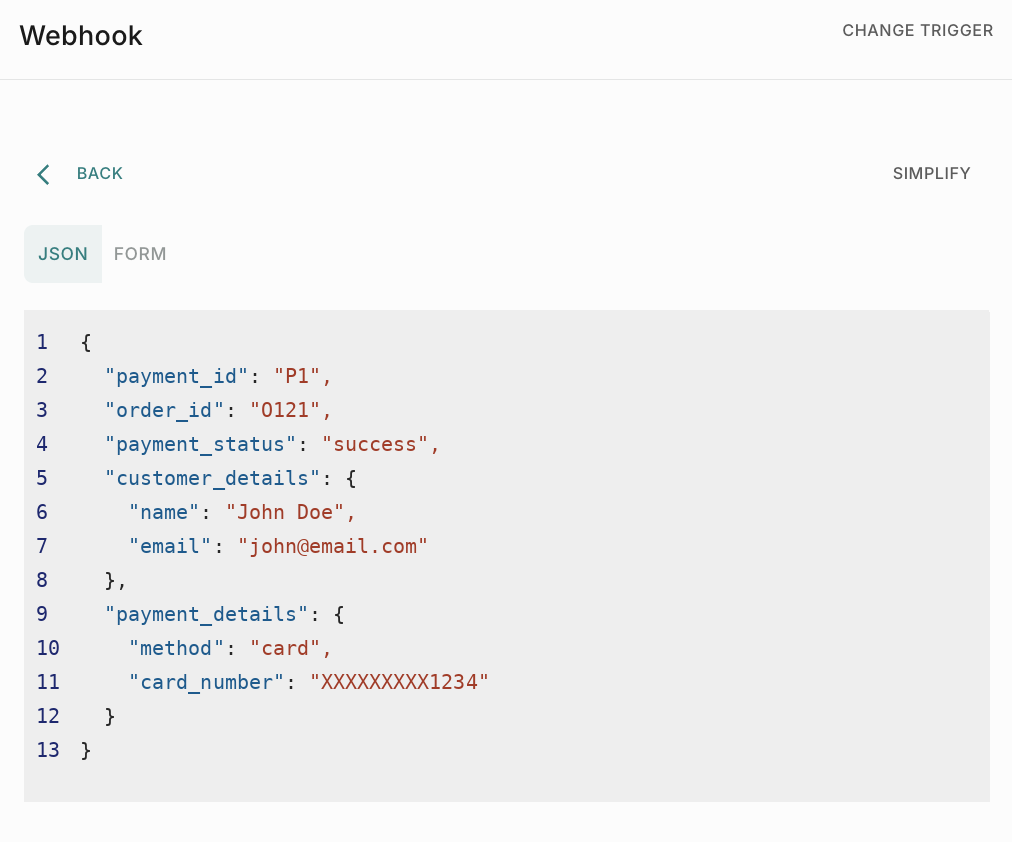 Webhook
CHANGE TRIGGER
BACK
SIMPLIFY
JSON FORM
1 {
2   "payment_id": "P1",
3   "order_id": "O121",
4   "payment_status": "success",
5   "customer_details": {
6     "name": "John Doe",
7     "email": "john@email.com"
8   },
9   "payment_details": {
10     "method": "card",
11     "card_number": "XXXXXXXXX1234"
12   }
13 }